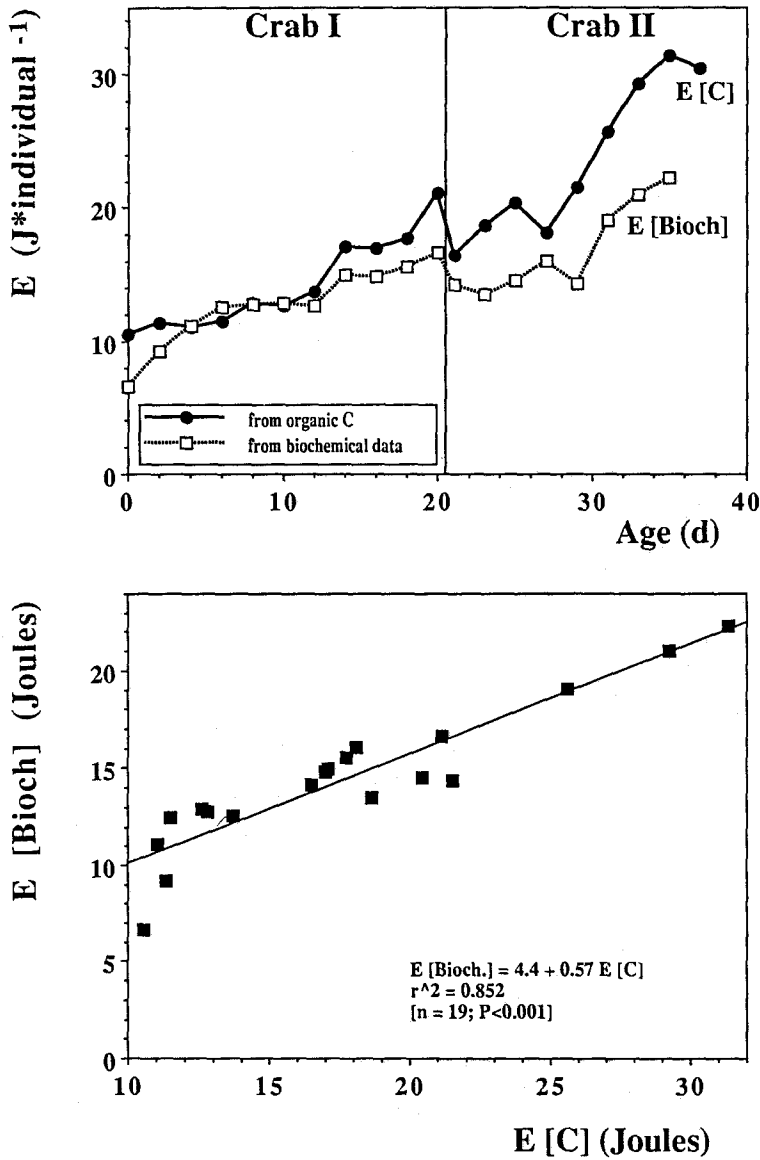 Crab I
Crab II
E (J*individual -1)
30
20
10
0
E [C]
E [Bioch]
from organic C
from biochemical data
0
10
20
30
40
Age (d)
E [Bioch] (Joules)
20
15
10
5
0
E [Bioch.] = 4.4 + 0.57 E [C]
r^2 = 0.852
[n = 19; P<0.001]
10
15
20
25
30
E [C] (Joules)